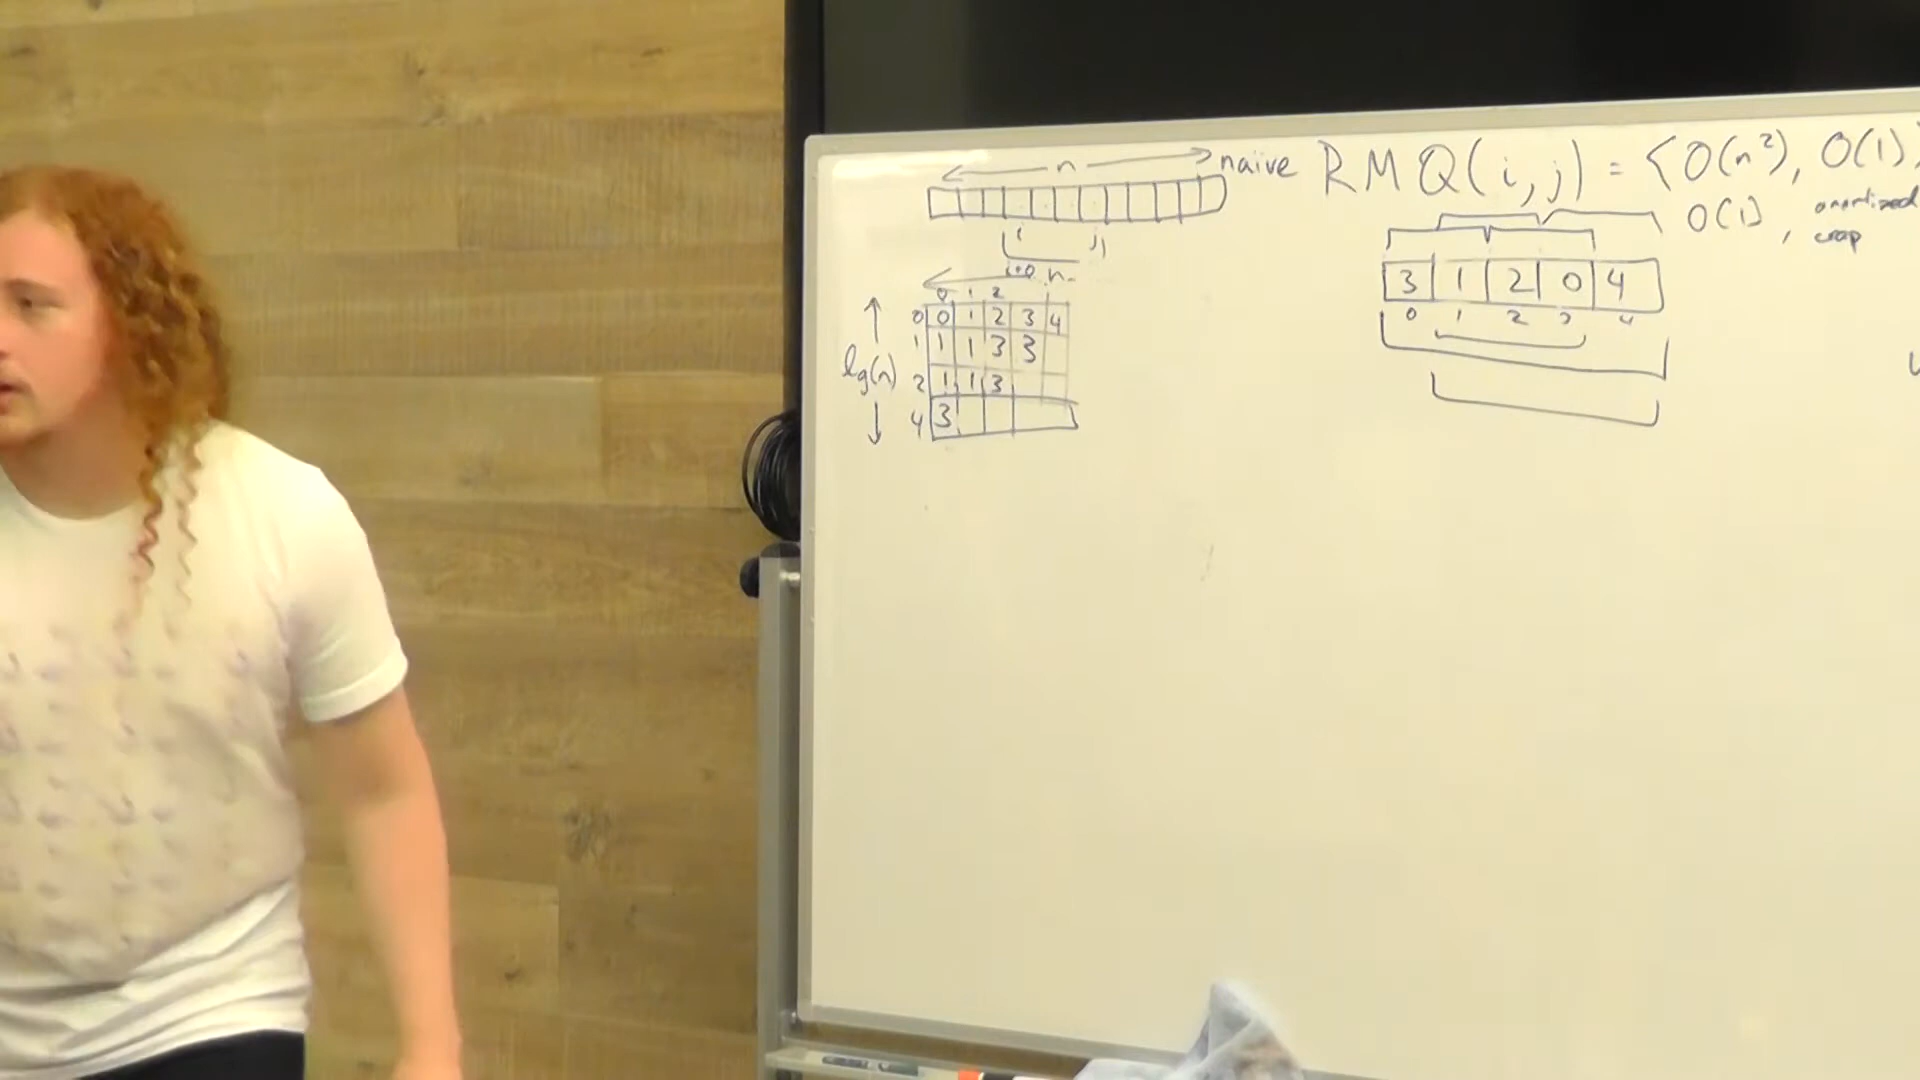 n
naive RMQ(i,j) = <O(n²), O(1)
O(1), amortized
crap
i j
3 1 2 0 4
0 1 2 3 4
n
0 1 2
0 0 1 2 3 4
1 1 1 3 3
lg(n)
2 1 1 3
4 3